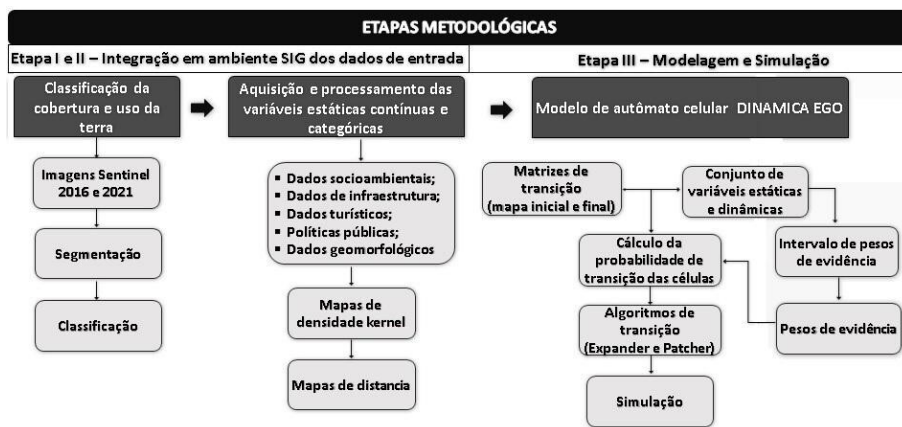 ETAPAS METODOLÓGICAS
Etapa I e II – Integração em ambiente SIG dos dados de entrada
Etapa III – Modelagem e Simulação
Classificação da
cobertura e uso da
terra
Aquisição e processamento das
variáveis estáticas contínuas e
categóricas
Modelo de autômato celular DINAMICA EGO
Imagens Sentinel
2016 e 2021
Segmentação
Classificação
▪ Dados socioambientais;
▪ Dados de infraestrutura;
▪ Dados turísticos;
▪ Políticas públicas;
▪ Dados geomorfológicos
Mapas de
densidade kernel
Mapas de distancia
Matrizes de
transição
(mapa inicial e final)
Conjunto de
variáveis estáticas
e dinâmicas
Cálculo da
probabilidade de
transição das células
Intervalo de pesos
de evidência
Algoritmos de
transição
(Expander e Patcher)
Pesos de evidência
Simulação